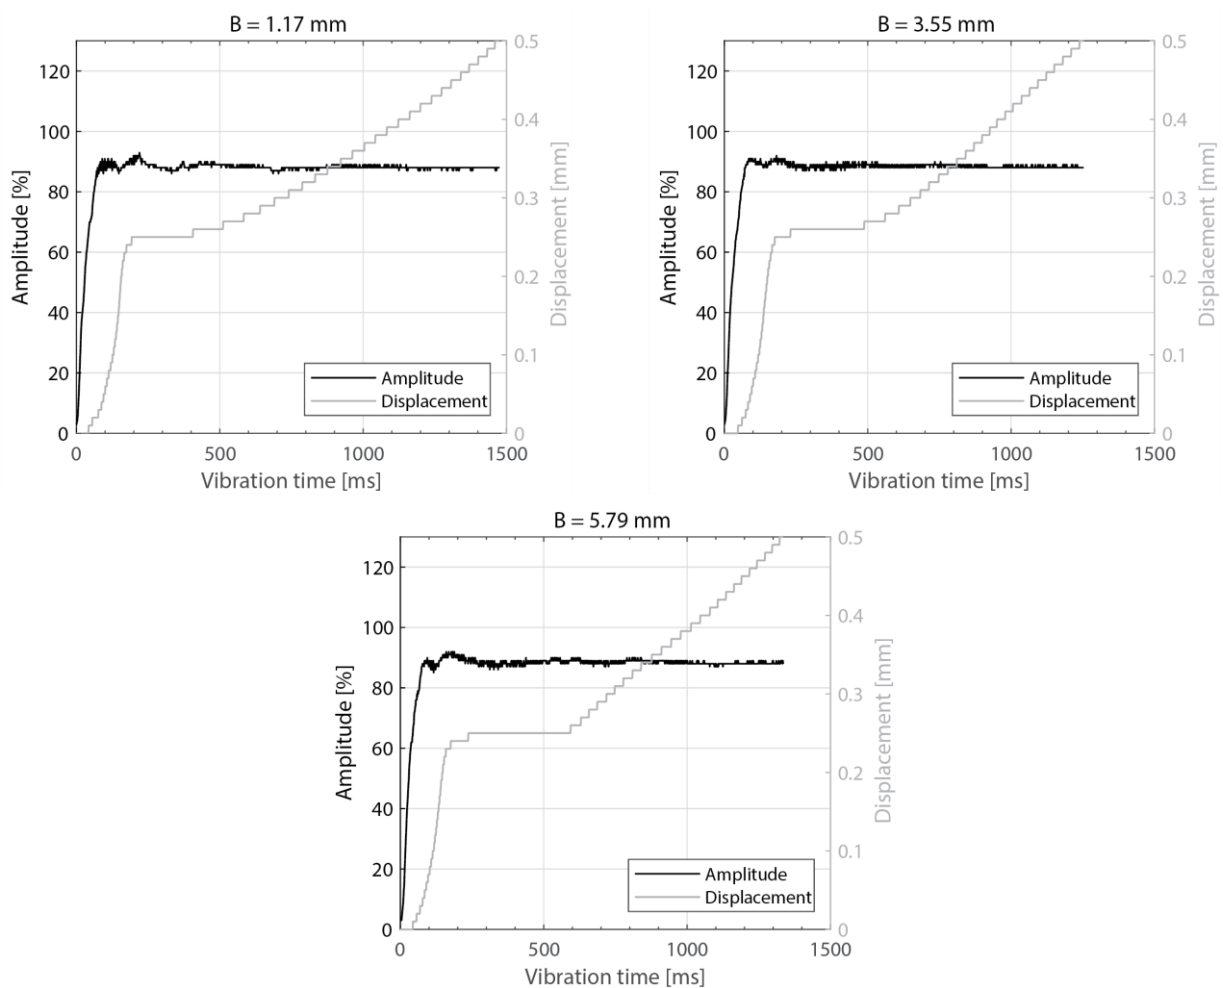 B = 1.17 mm
120
100
80
60
40
20
0
Amplitude [%]
0.5
0.4
0.3
0.2
0.1
0
Displacement [mm]
Amplitude
Displacement
0 500 1000 1500
Vibration time [ms]
B = 3.55 mm
120
100
80
60
40
20
0
Amplitude [%]
0.5
0.4
0.3
0.2
0.1
0
Displacement [mm]
Amplitude
Displacement
0 500 1000 1500
Vibration time [ms]
B = 5.79 mm
120
100
80
60
40
20
0
Amplitude [%]
0.5
0.4
0.3
0.2
0.1
0
Displacement [mm]
Amplitude
Displacement
0 500 1000 1500
Vibration time [ms]